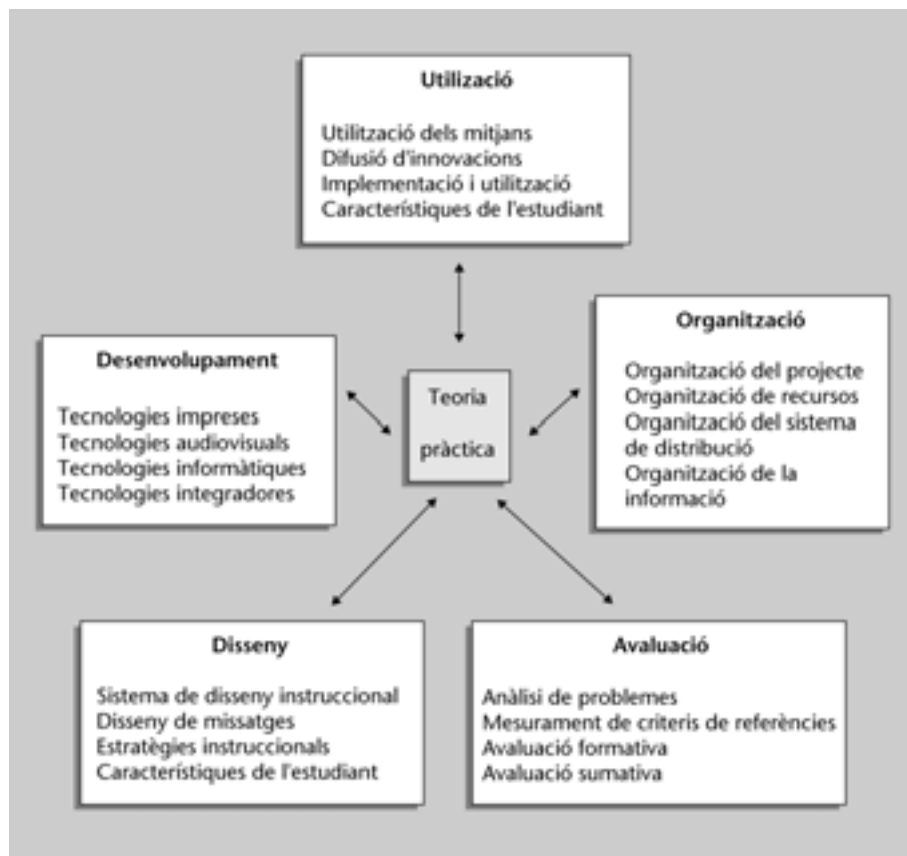 Utilizació
Utilització dels mitjans
Difusió d'innovacions
Implementació i utilització
Característiques de l'estudiant
Organització
Organització del projecte
Organització de recursos
Organització del sistema
de distribució
Organització de la
informació
Desenvolupament
Tecnologies impreses
Tecnologies audiovisuals
Tecnologies informàtiques
Tecnologies integradores
Teoria
pràctica
Disseny
Sistema de disseny instruccional
Disseny de missatges
Estratègies instruccionals
Característiques de l'estudiant
Avaluació
Anàlisi de problemes
Mesurament de criteris de referències
Avaluació formativa
Avaluació sumativa